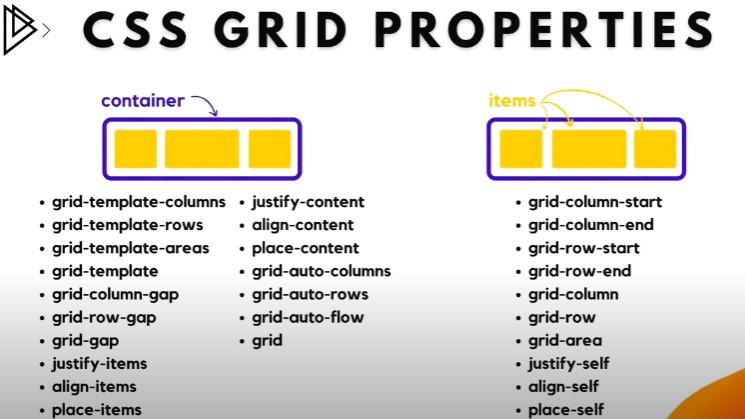 CSS GRID PROPERTIES
container
grid-template-columns
grid-template-rows
grid-template-areas
grid-template
grid-column-gap
grid-row-gap
grid-gap
justify-items
align-items
place-items
justify-content
align-content
place-content
grid-auto-columns
grid-auto-rows
grid-auto-flow
grid
items
grid-column-start
grid-column-end
grid-row-start
grid-row-end
grid-column
grid-row
grid-area
justify-self
align-self
place-self